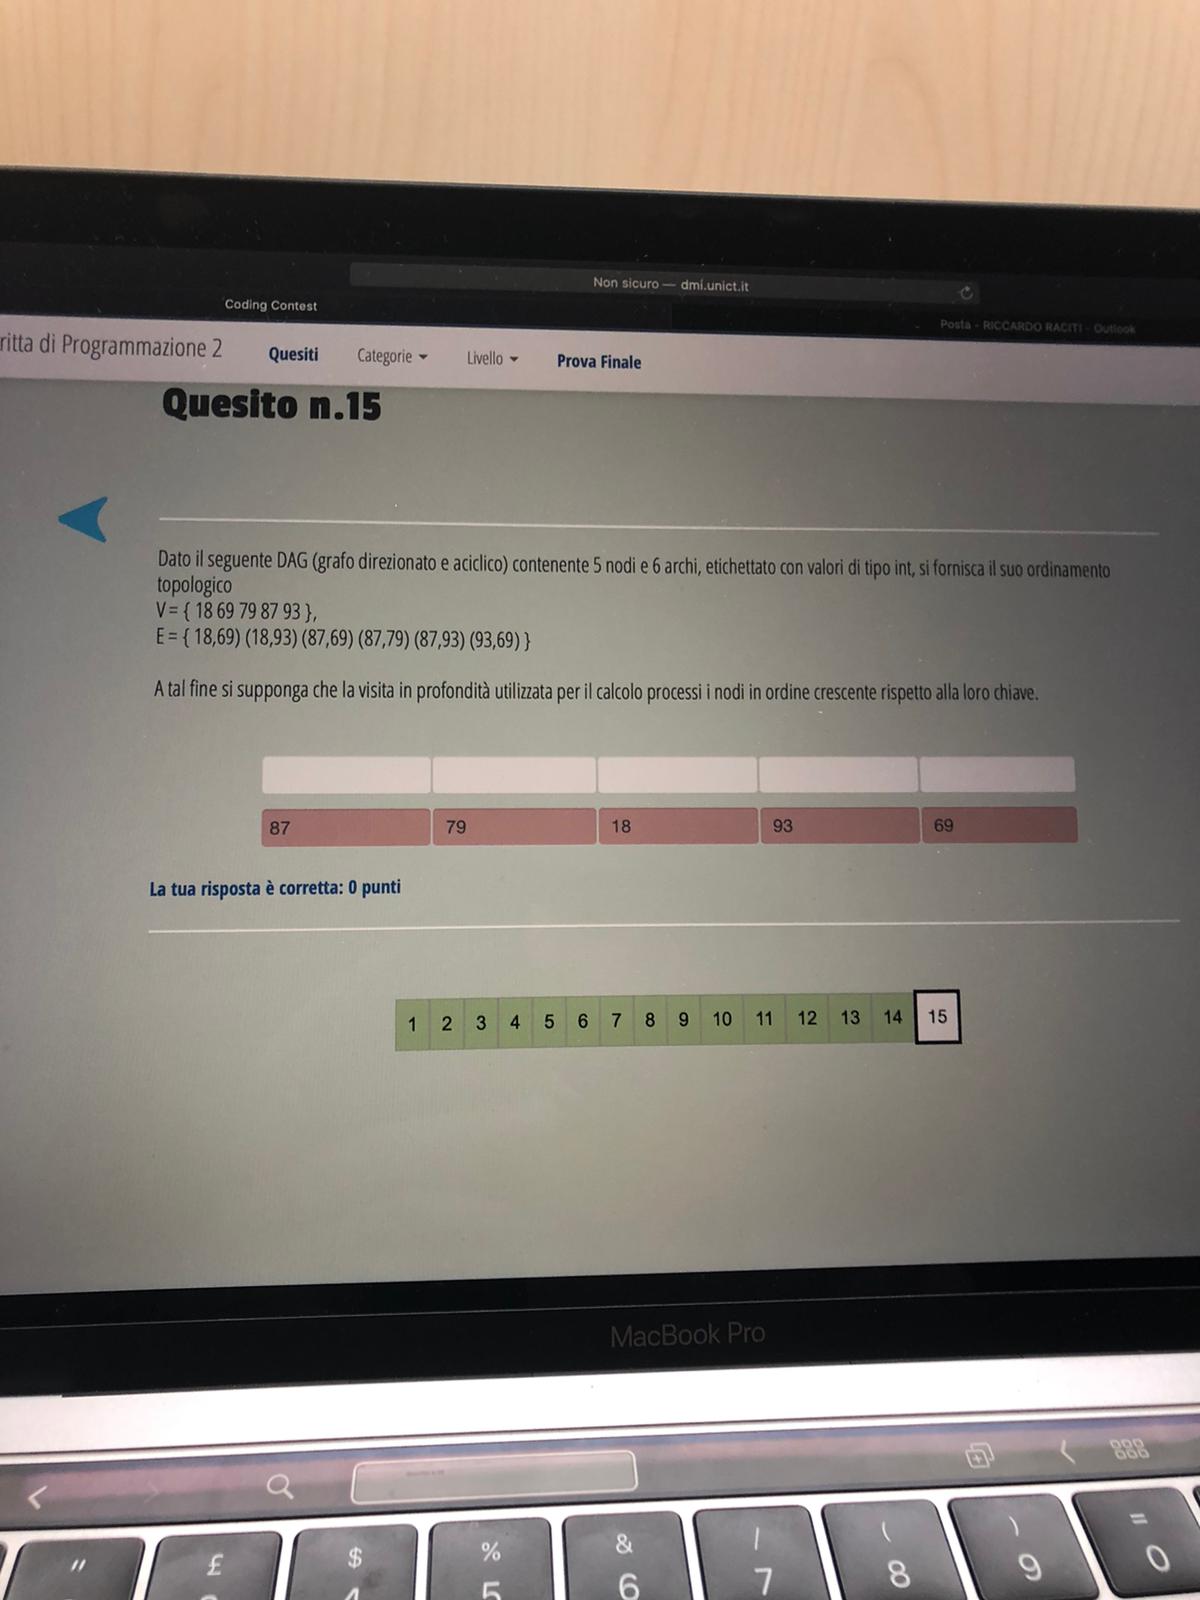 Non sicuro — dmi.unict.it
Coding Contest
Posta - RICCARDO RACITI - Outlook
ritta di Programmazione 2
Quesiti
Categorie
Livello
Prova Finale
Quesito n.15
Dato il seguente DAG (grafo direzionato e aciclico) contenente 5 nodi e 6 archi, etichettato con valori di tipo int, si fornisca il suo ordinamento
topologico
V = { 18 69 79 87 93 },
E = { 18,69) (18,93) (87,69) (87,79) (87,93) (93,69) }
A tal fine si supponga che la visita in profondità utilizzata per il calcolo processi i nodi in ordine crescente rispetto alla loro chiave.
87 79 18 93 69
La tua risposta è corretta: 0 punti
1 2 3 4 5 6 7 8 9 10 11 12 13 14 15
MacBook Pro
" £ $ % & / ( ) =
5 6 7 8 9 0